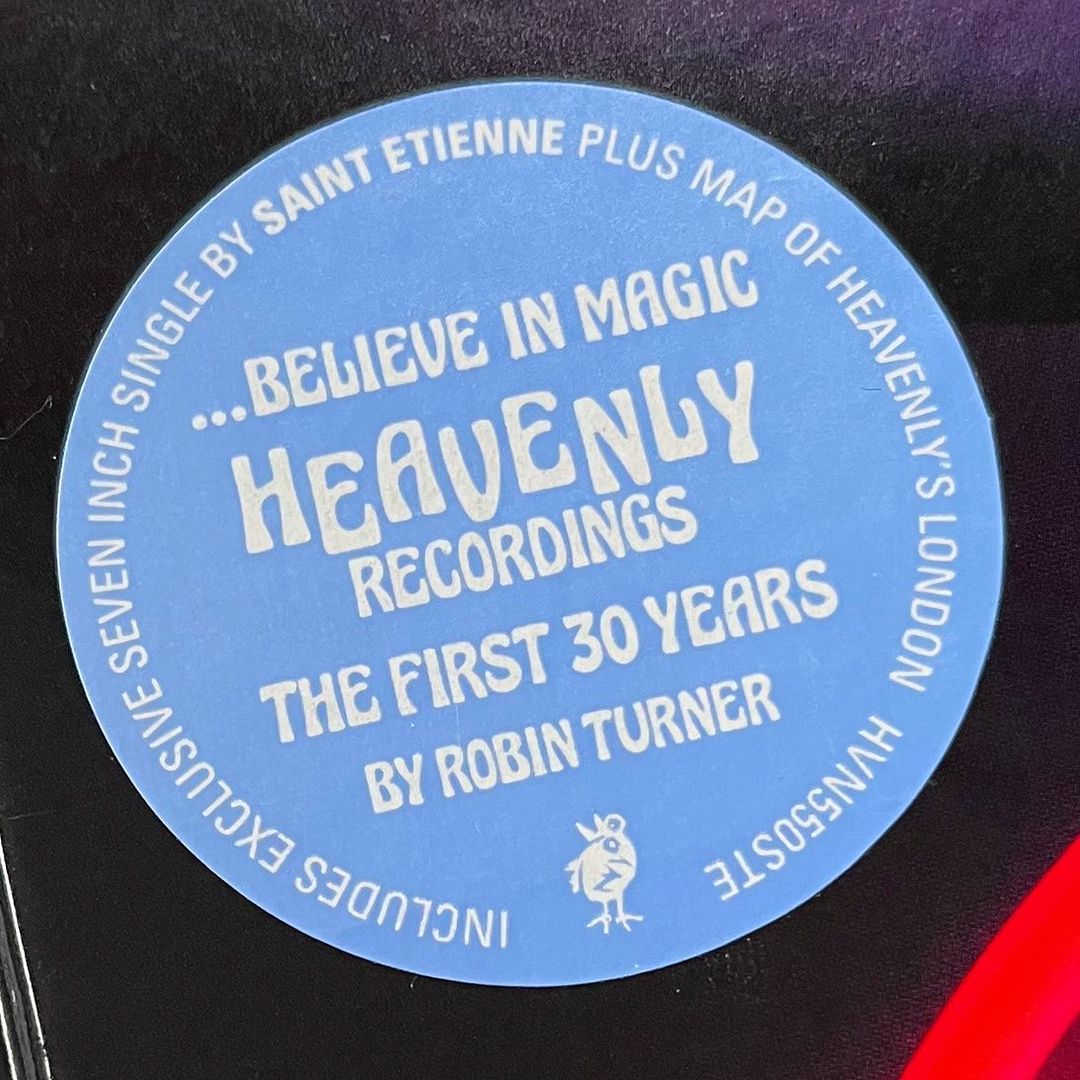 INCLUDES EXCLUSIVE SEVEN INCH SINGLE BY SAINT ETIENNE PLUS MAP OF HEAVENLY'S LONDON HVN550STE
...BELIEVE IN MAGIC
HEAVENLY
RECORDINGS
THE FIRST 30 YEARS
BY ROBIN TURNER